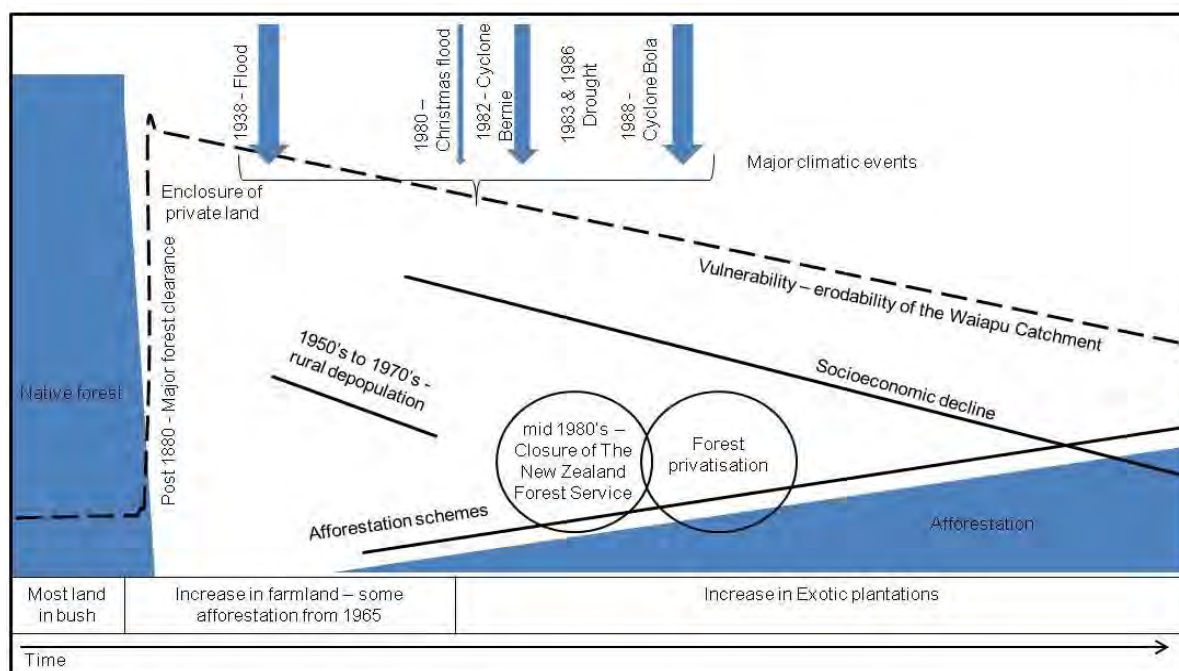 1938 - Flood
1980 –
Christmas flood
1982 - Cyclone
Bernie
1983 & 1986
Drought
1988 -
Cyclone Bola
Major climatic events
Enclosure of
private land
Post 1880 - Major forest clearance
Native forest
Vulnerability – erodability of the Waiapu Catchment
1950's to 1970's -
rural depopulation
Socioeconomic decline
mid 1980's –
Closure of The
New Zealand
Forest Service
Forest
privatisation
Afforestation schemes
Afforestation
Most land
in bush
Increase in farmland – some
afforestation from 1965
Increase in Exotic plantations
Time